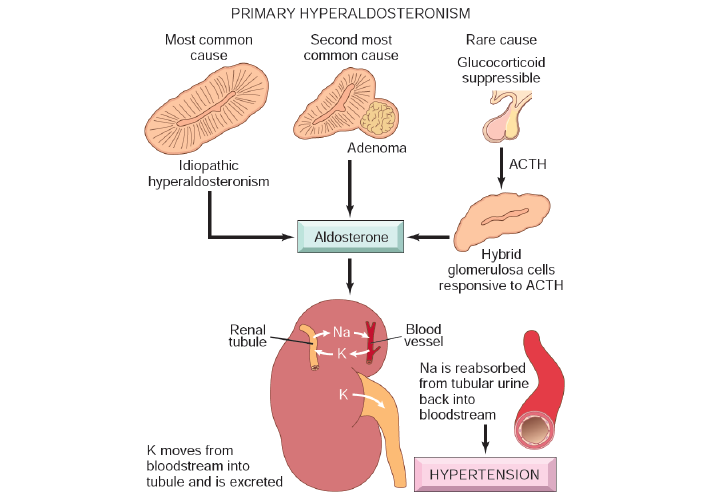 PRIMARY HYPERALDOSTERONISM
Most common
cause
Second most
common cause
Rare cause
Glucocorticoid
suppressible
Adenoma
ACTH
Idiopathic
hyperaldosteronism
Aldosterone
Hybrid
glomerulosa cells
responsive to ACTH
Renal
tubule
Na
K
Blood
vessel
K
Na is reabsorbed
from tubular urine
back into
bloodstream
K moves from
bloodstream into
tubule and is excreted
HYPERTENSION